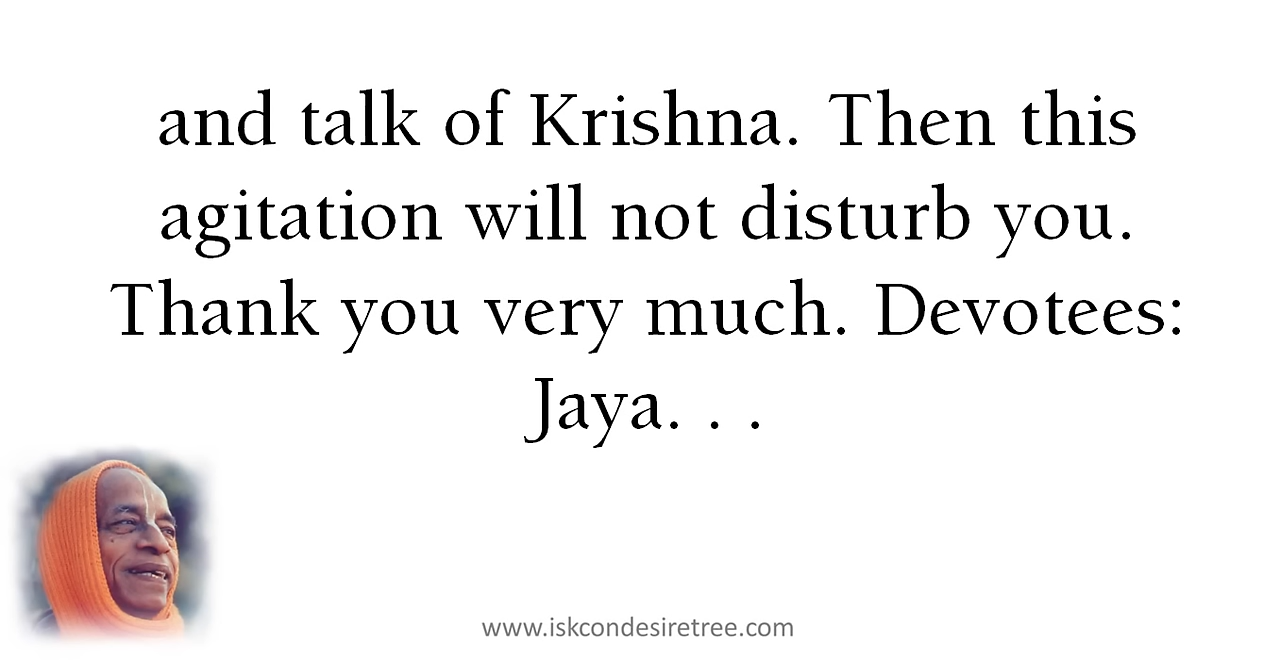 and talk of Krishna. Then this
agitation will not disturb you.
Thank you very much. Devotees:
Jaya. . .
www.iskcondesiretree.com